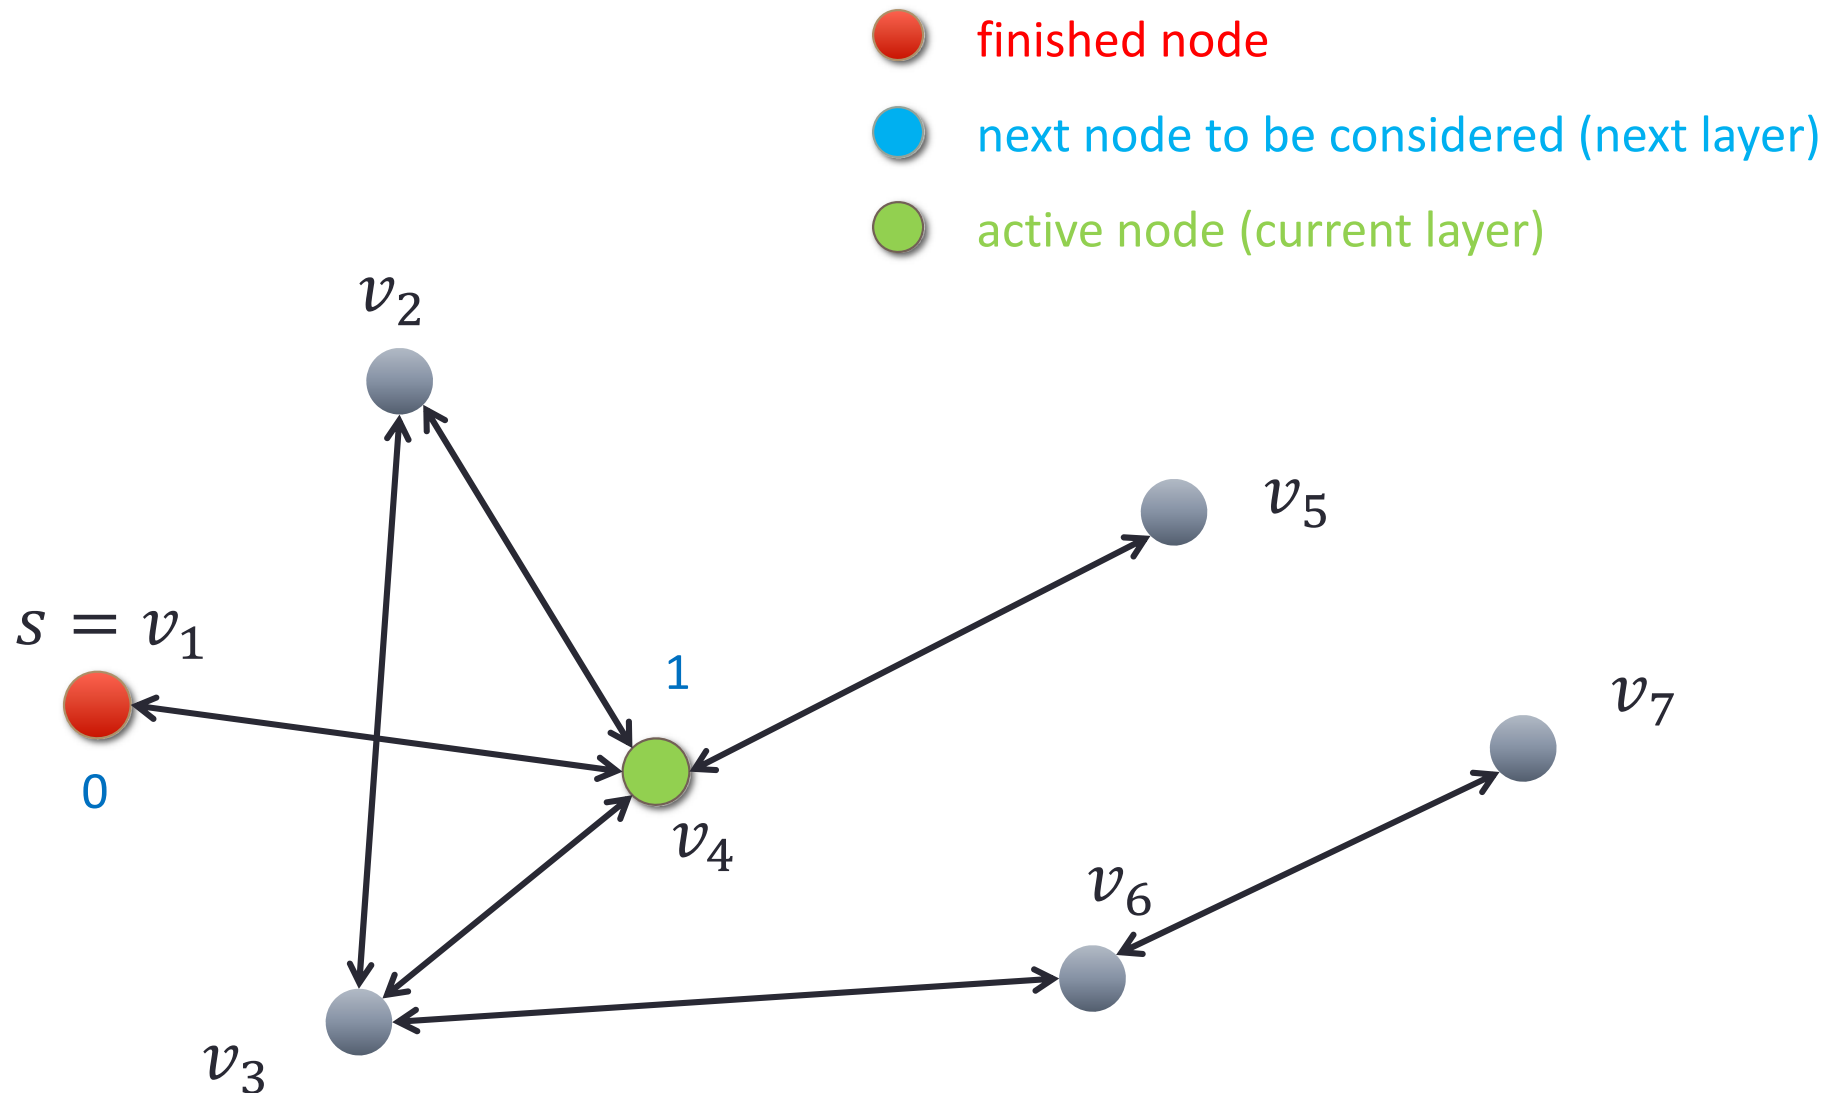 finished node
next node to be considered (next layer)
active node (current layer)
v₂
v₅
s = v₁
1
v₇
0
v₄
v₆
v₃